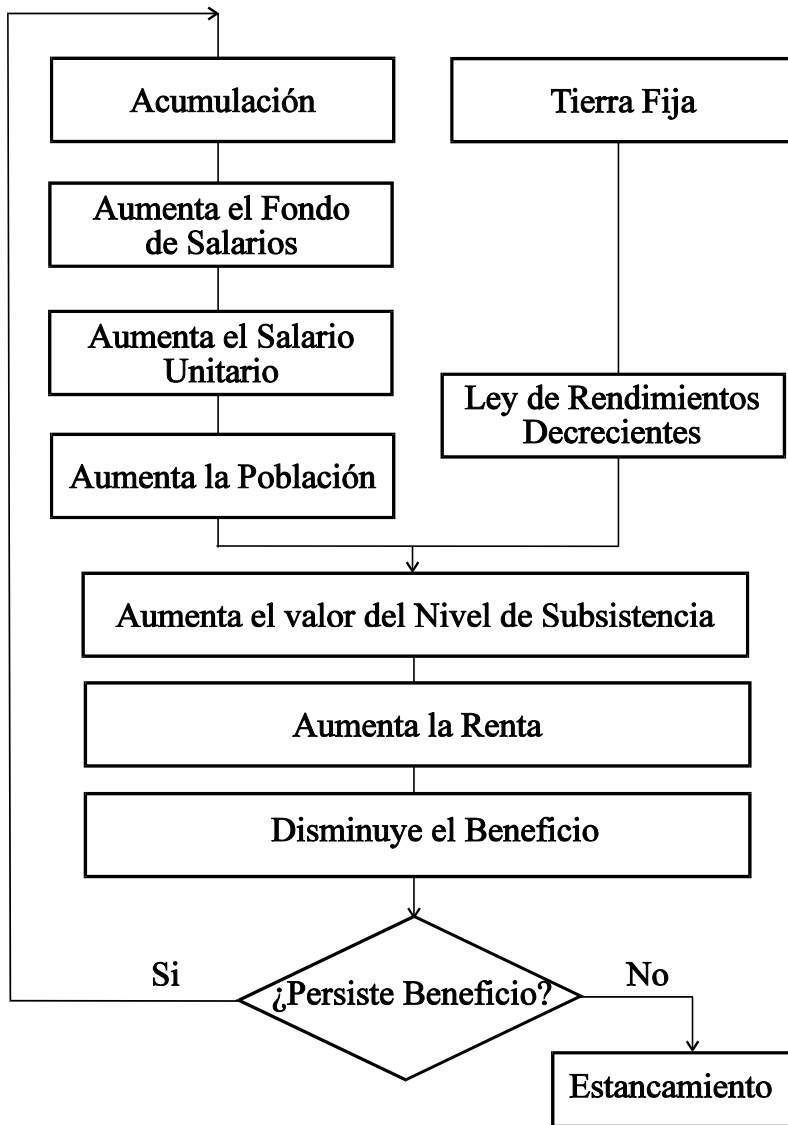 Acumulación
Tierra Fija
Aumenta el Fondo
de Salarios
Aumenta el Salario
Unitario
Ley de Rendimientos
Decrecientes
Aumenta la Población
Aumenta el valor del Nivel de Subsistencia
Aumenta la Renta
Disminuye el Beneficio
Si
¿Persiste Beneficio?
No
Estancamiento